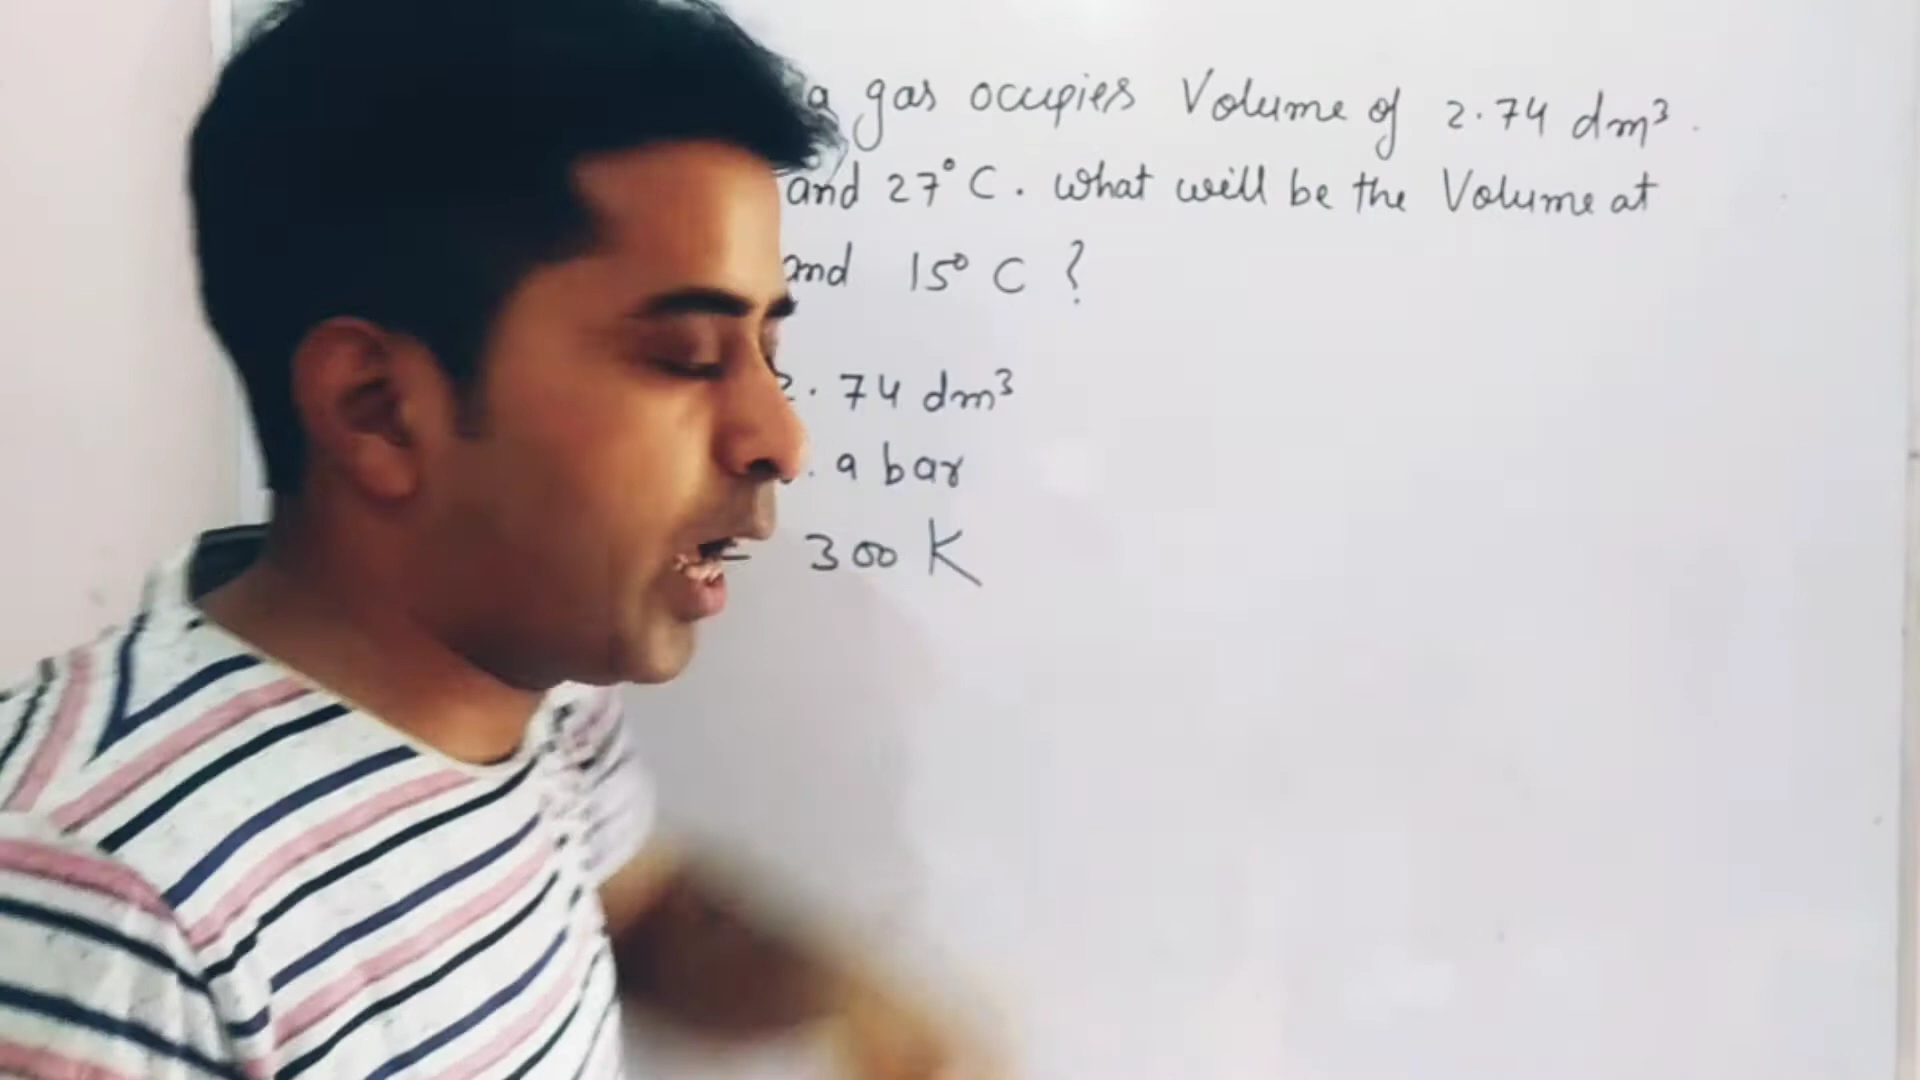 a gas occupies Volume of 2.74 dm³.
and 27°C. what will be the Volume at
and 15° C ?
. 74 dm³
. 9 bar
= 300 K